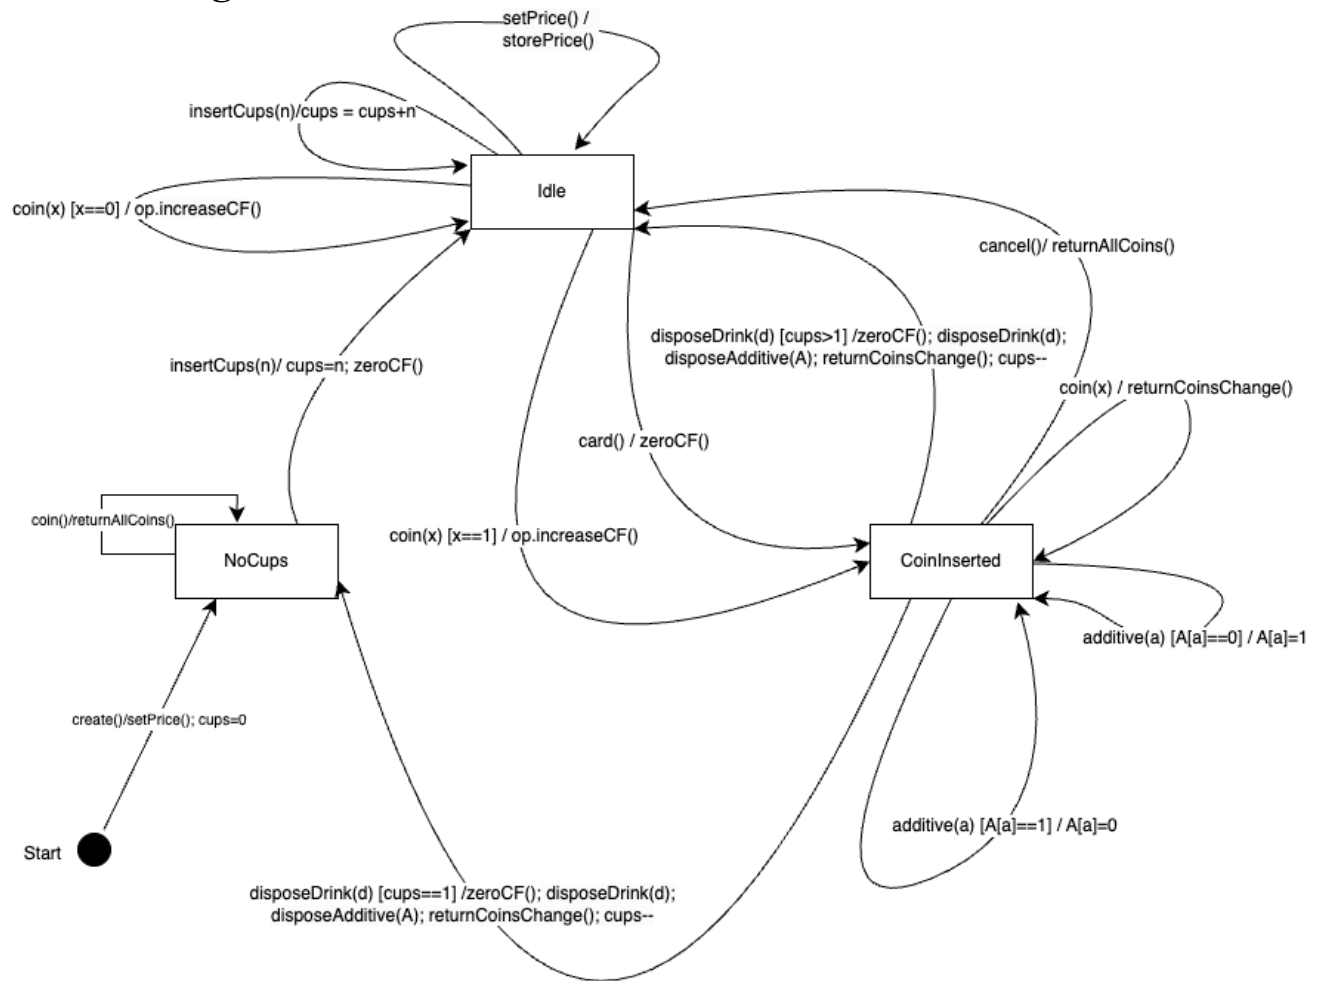 setPrice() /
storePrice()
insertCups(n)/cups = cups+n
Idle
coin(x) [x==0] / op.increaseCF()
cancel()/ returnAllCoins()
disposeDrink(d) [cups>1] /zeroCF(); disposeDrink(d);
disposeAdditive(A); returnCoinsChange(); cups--
insertCups(n)/ cups=n; zeroCF()
coin(x) / returnCoinsChange()
card() / zeroCF()
coin()/returnAllCoins()
coin(x) [x==1] / op.increaseCF()
NoCups
CoinInserted
additive(a) [A[a]==0] / A[a]=1
create()/setPrice(); cups=0
additive(a) [A[a]==1] / A[a]=0
Start
disposeDrink(d) [cups==1] /zeroCF(); disposeDrink(d);
disposeAdditive(A); returnCoinsChange(); cups--